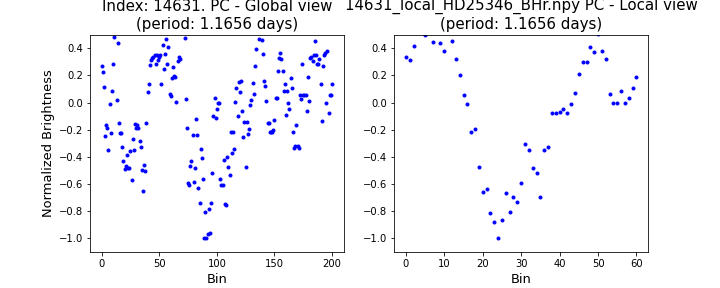 Index: 14631. PC - Global view
(period: 1.1656 days)
14631_local_HD25346_BHr.npy PC - Local view
(period: 1.1656 days)
Normalized Brightness
0.4
0.2
0.0
−0.2
−0.4
−0.6
−0.8
−1.0
0 50 100 150 200
Bin
0.4
0.2
0.0
−0.2
−0.4
−0.6
−0.8
−1.0
0 10 20 30 40 50 60
Bin